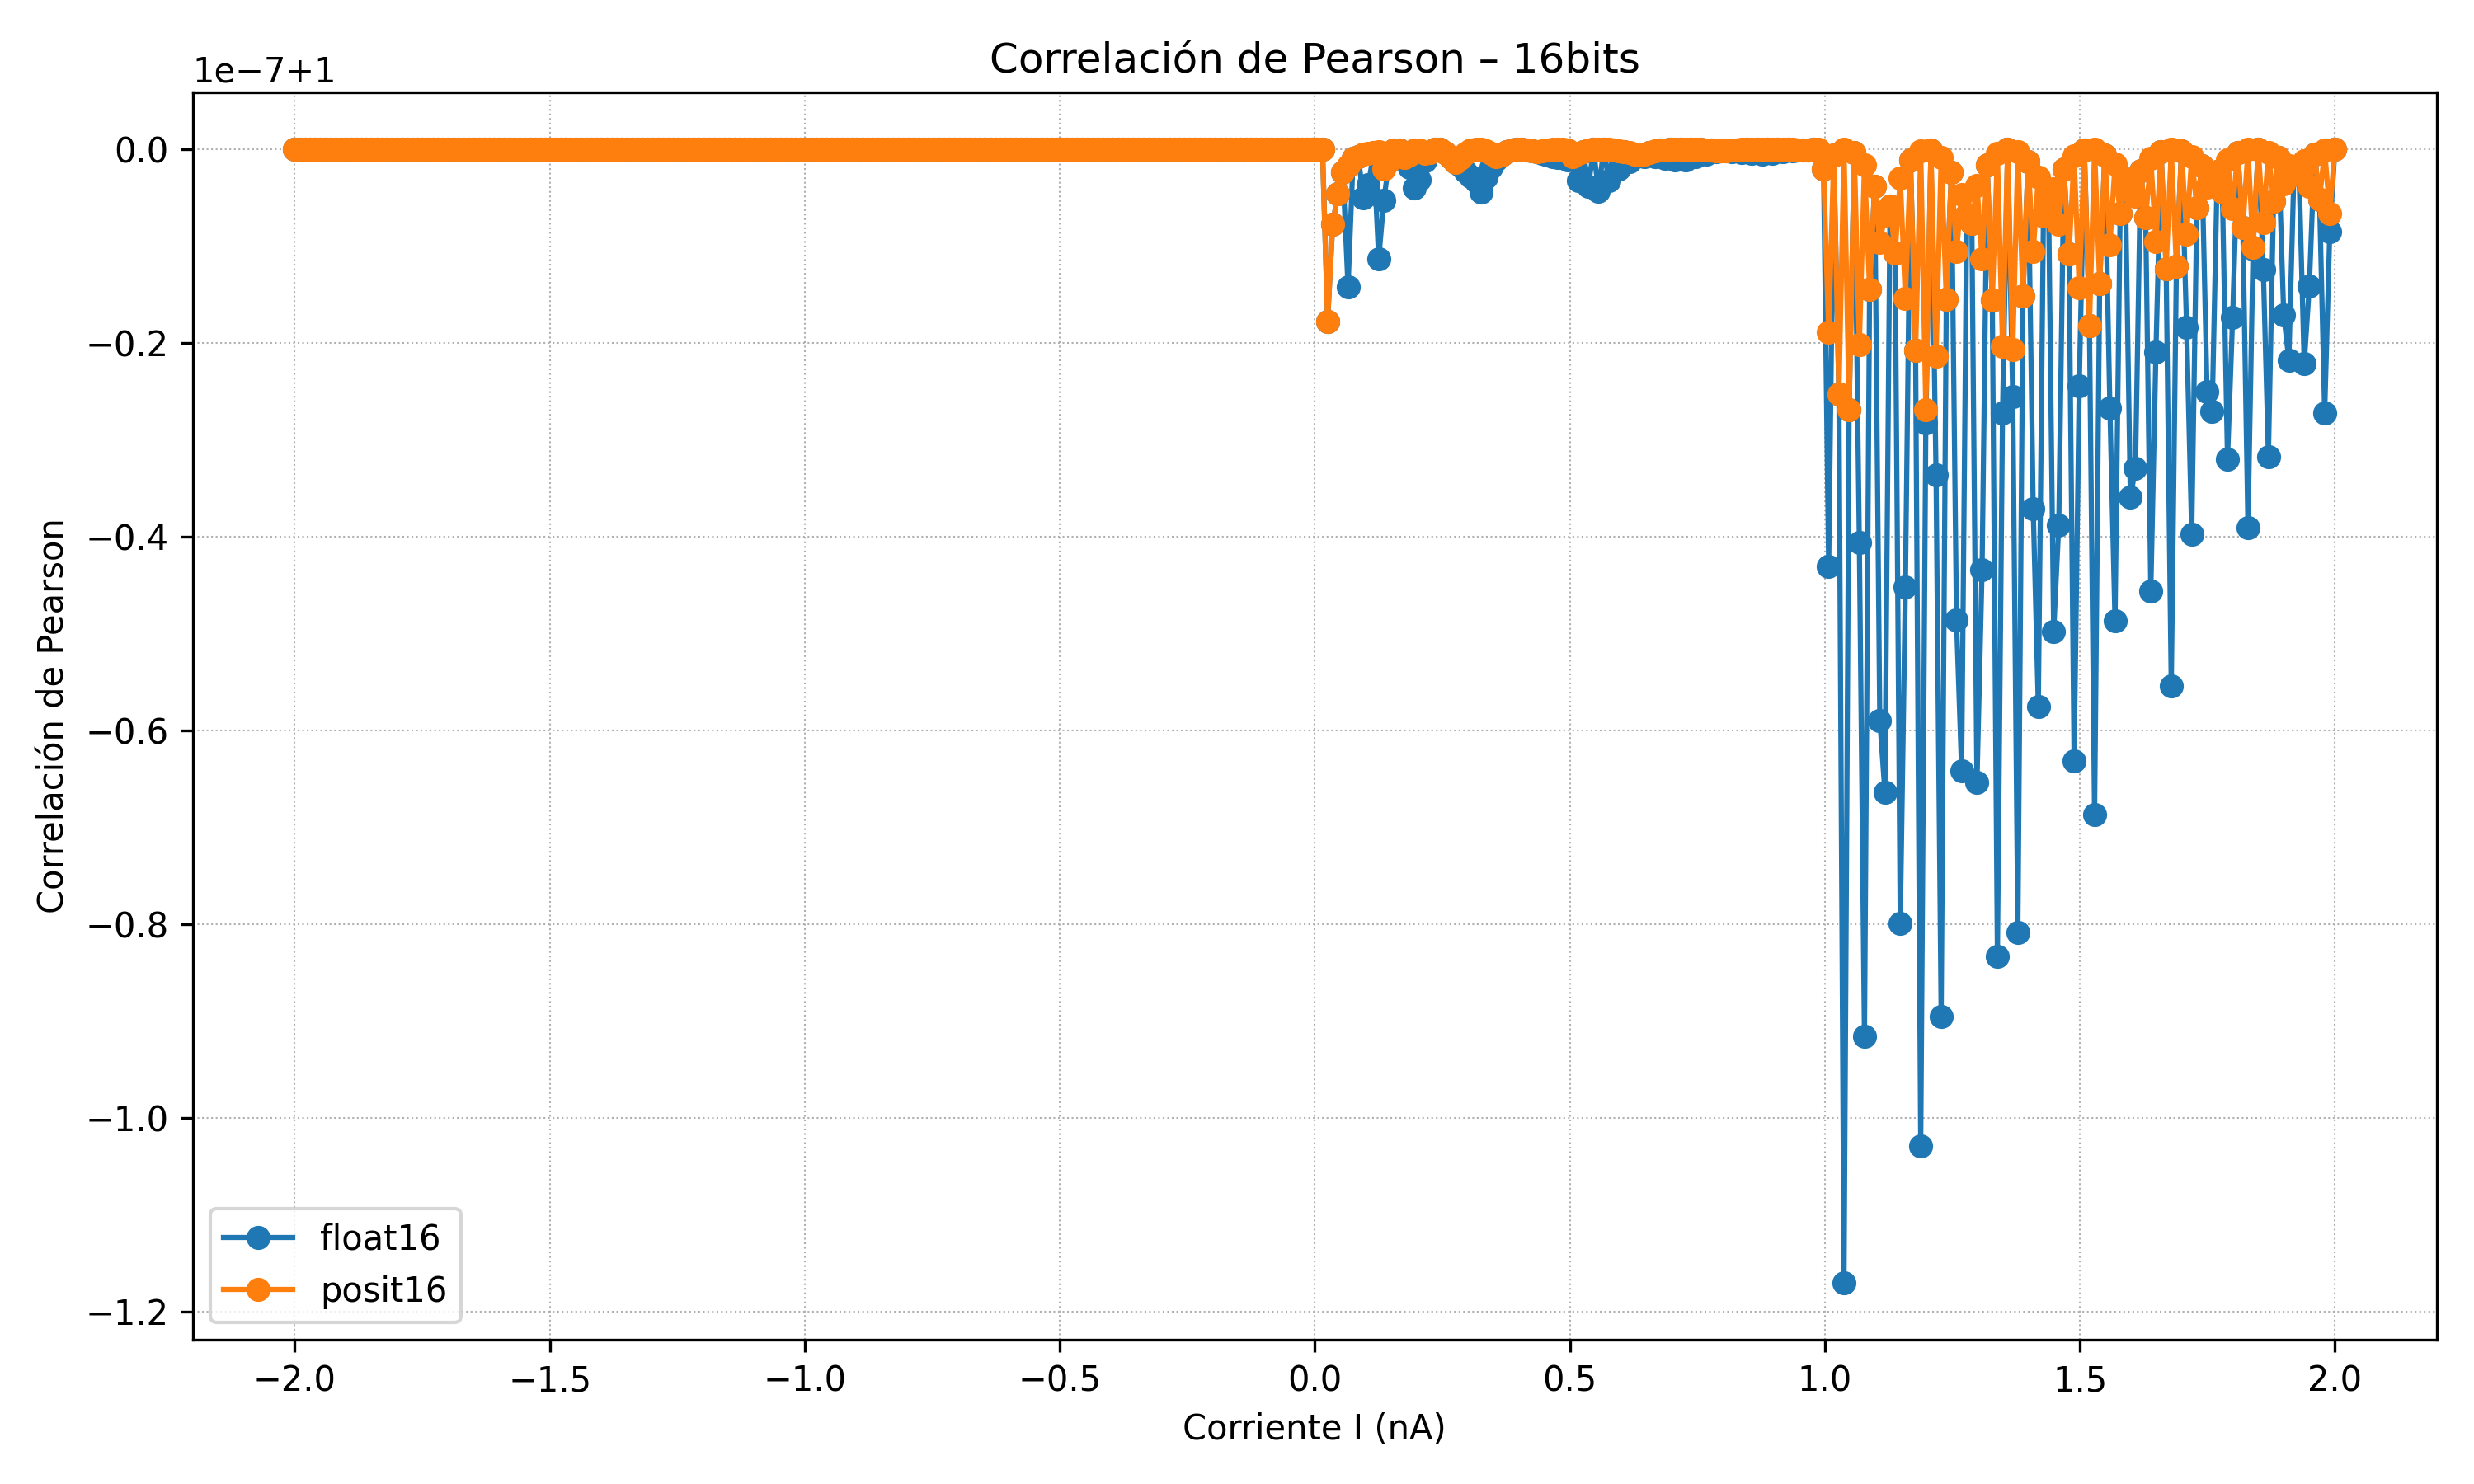 Correlación de Pearson – 16bits
1e−7+1
0.0
−0.2
−0.4
−0.6
−0.8
−1.0
−1.2
Correlación de Pearson
float16
posit16
−2.0 −1.5 −1.0 −0.5 0.0 0.5 1.0 1.5 2.0
Corriente I (nA)